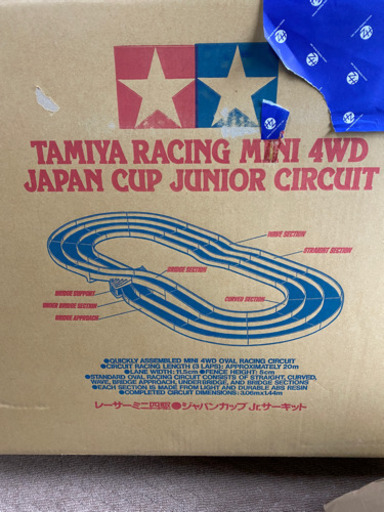 TAMIYA RACING MINI 4WD
JAPAN CUP JUNIOR CIRCUIT
WAVE SECTION
STRAIGHT SECTION
BRIDGE SECTION
BRIDGE SUPPORT
UNDER BRIDGE SECTION
CURVED SECTION
BRIDGE APPROACH
●QUICKLY ASSEMBLED MINI 4WD OVAL RACING CIRCUIT
●CIRCUIT RACING LENGTH (3 LAPS): APPROXIMATELY 20m
●LANE WIDTH: 11.5cm ●FENCE HEIGHT: 5cm
●STANDARD OVAL RACING CIRCUIT CONSISTS OF STRAIGHT, CURVED,
WAVE, BRIDGE APPROACH, UNDERBRIDGE, AND BRIDGE SECTIONS
●EACH SECTION IS MADE FROM LIGHT AND DURABLE ABS RESIN
●COMPLETED CIRCUIT DIMENSIONS: 3.06m×1.44m
レーサーミニ四駆●ジャパンカップJr.サーキット